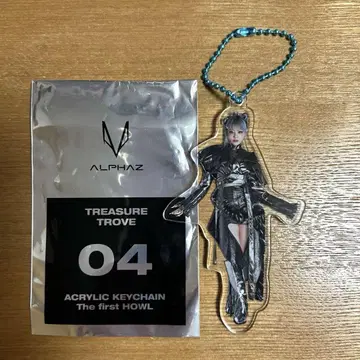 ALPHAZ
TREASURE
TROVE
04
ACRYLIC KEYCHAIN
The first HOWL